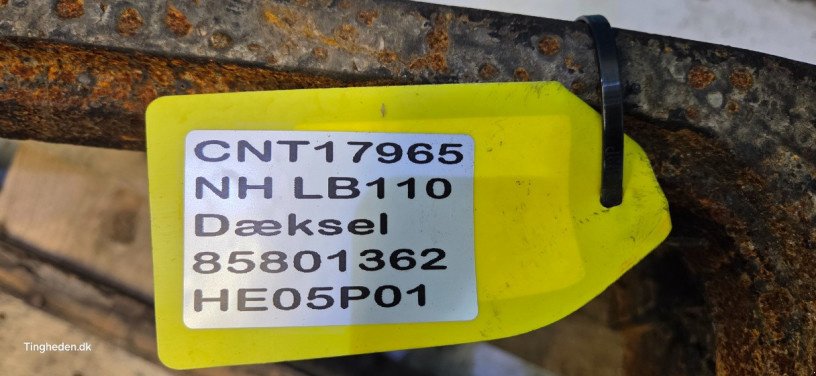 CNT17965
NH LB110
Dæksel
85801362
HE05P01
Tingheden.dk